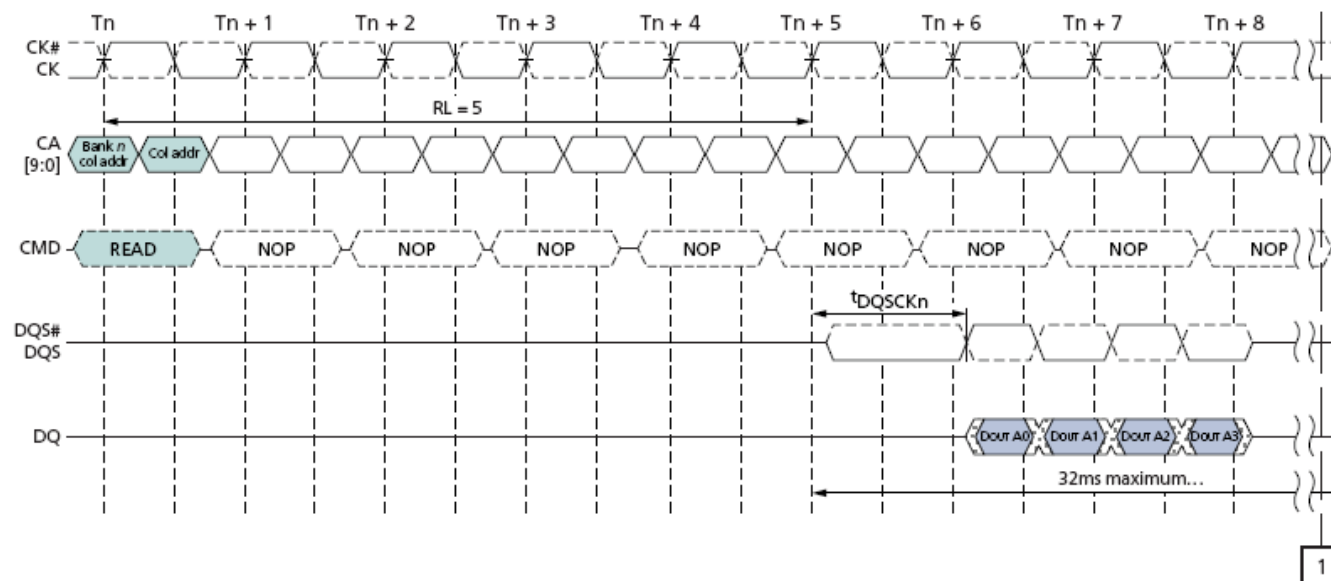 Tn Tn + 1 Tn + 2 Tn + 3 Tn + 4 Tn + 5 Tn + 6 Tn + 7 Tn + 8
CK#
CK
RL = 5
CA
[9:0]
Bank n
col addr
Col addr
CMD READ NOP NOP NOP NOP NOP NOP NOP NOP
tDQSCKn
DQS#
DQS
DQ DOUT A0 DOUT A1 DOUT A2 DOUT A3
32ms maximum…
1